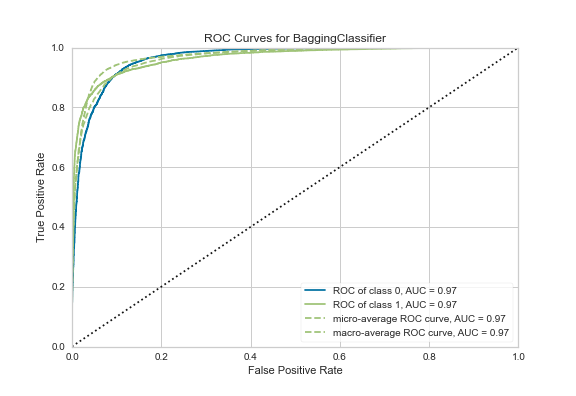 ROC Curves for BaggingClassifier
1.0
0.8
0.6
0.4
0.2
0.0
True Positive Rate
ROC of class 0, AUC = 0.97
ROC of class 1, AUC = 0.97
micro-average ROC curve, AUC = 0.97
macro-average ROC curve, AUC = 0.97
0.0 0.2 0.4 0.6 0.8 1.0
False Positive Rate